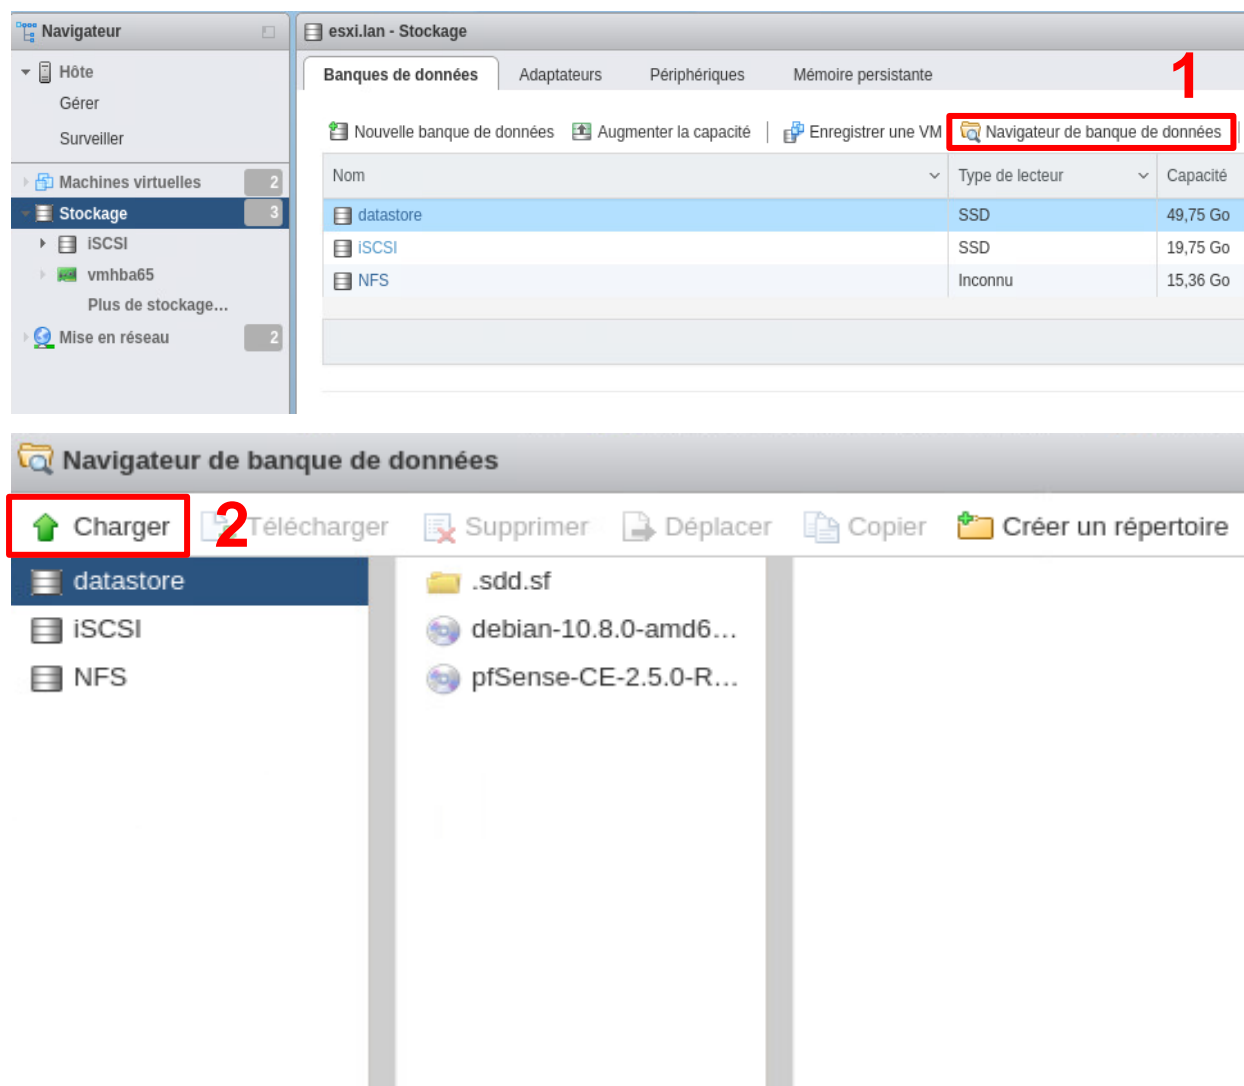 Navigateur
esxi.lan - Stockage
Hôte
Gérer
Surveiller
Machines virtuelles 2
Stockage 3
iSCSI
vmhba65
Plus de stockage...
Mise en réseau 2
Banques de données Adaptateurs Périphériques Mémoire persistante
1
Nouvelle banque de données Augmenter la capacité Enregistrer une VM Navigateur de banque de données
Nom Type de lecteur Capacité
datastore SSD 49,75 Go
iSCSI SSD 19,75 Go
NFS Inconnu 15,36 Go
Navigateur de banque de données
Charger 2 Télécharger Supprimer Déplacer Copier Créer un répertoire
datastore .sdd.sf
iSCSI debian-10.8.0-amd6...
NFS pfSense-CE-2.5.0-R...